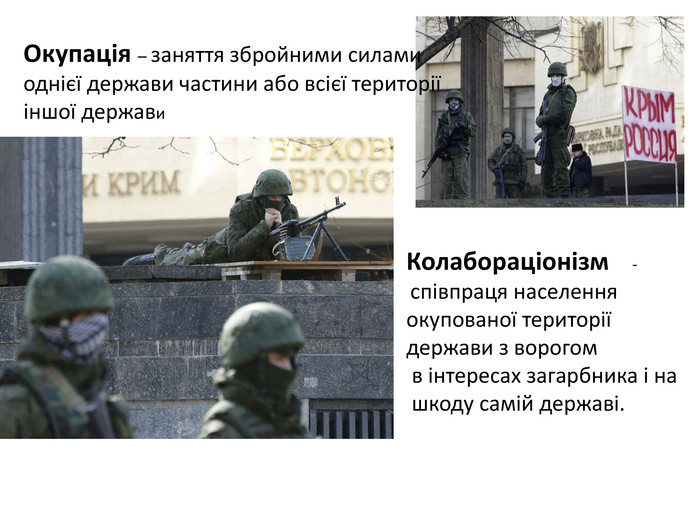 Окупація – заняття збройними силами
однієї держави частини або всієї території
іншої держави
КРЫМ
РОССИЯ
И КРИМ
ВЕРХОВ
АВТОНО
Колабораціонізм -
співпраця населення
окупованої території
держави з ворогом
в інтересах загарбника і на
шкоду самій державі.